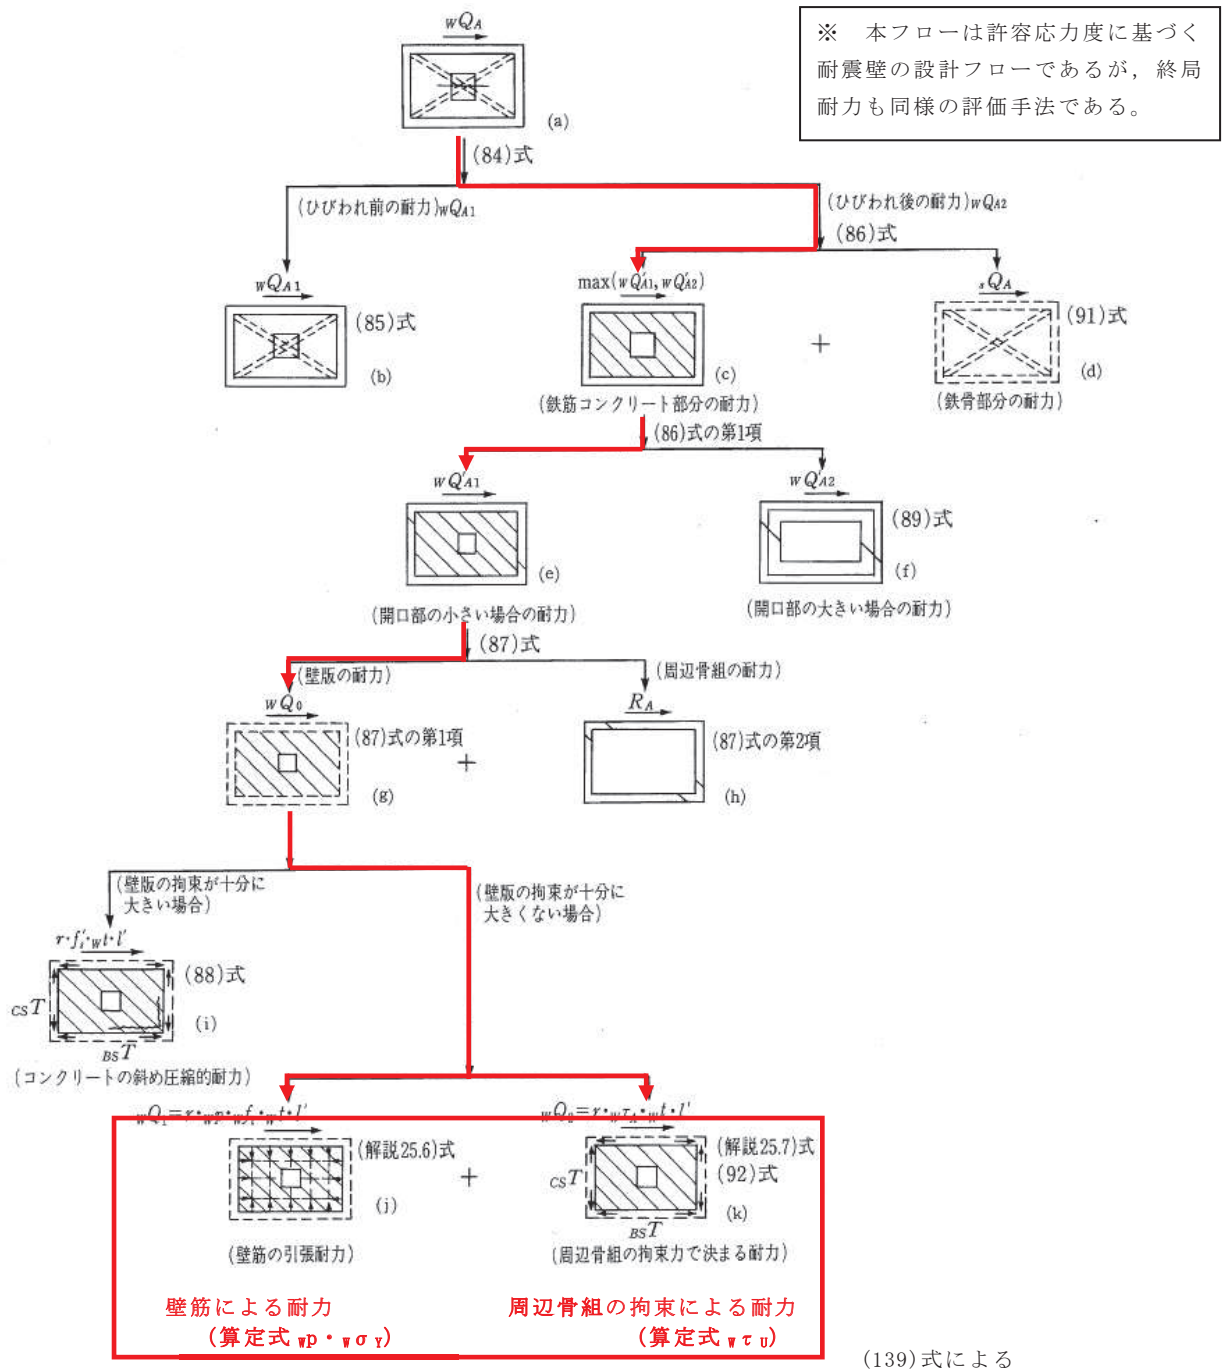 wQA
※ 本フローは許容応力度に基づく
耐震壁の設計フローであるが，終局
耐力も同様の評価手法である。
(a)
(84)式
(ひびわれ前の耐力)wQA1
(ひびわれ後の耐力)wQA2
(86)式
wQA1
max(wQ'A1, wQ'A2)
sQA
(85)式
(91)式
+
(b)
(c)
(d)
(鉄筋コンクリート部分の耐力)
(鉄骨部分の耐力)
(86)式の第1項
wQ'A1
wQ'A2
(89)式
(e)
(f)
(開口部の小さい場合の耐力)
(開口部の大きい場合の耐力)
(87)式
(壁版の耐力)
(周辺骨組の耐力)
wQ0
RA
(87)式の第1項
+
(87)式の第2項
(g)
(h)
(壁版の拘束が十分に
大きい場合)
(壁版の拘束が十分に
大きくない場合)
r・f's・wt・l'
(88)式
csT
(i)
BST
(コンクリートの斜め圧縮的耐力)
wQ1=r・wp・wft・wt・l'
wQ2=r・wτA・wt・l'
(解説25.6)式
+
(解説25.7)式
csT
(92)式
(j)
(k)
BST
(壁筋の引張耐力)
(周辺骨組の拘束力で決まる耐力)
壁筋による耐力
(算定式 wp・wσY)
周辺骨組の拘束による耐力
(算定式 wτU)
(139)式による